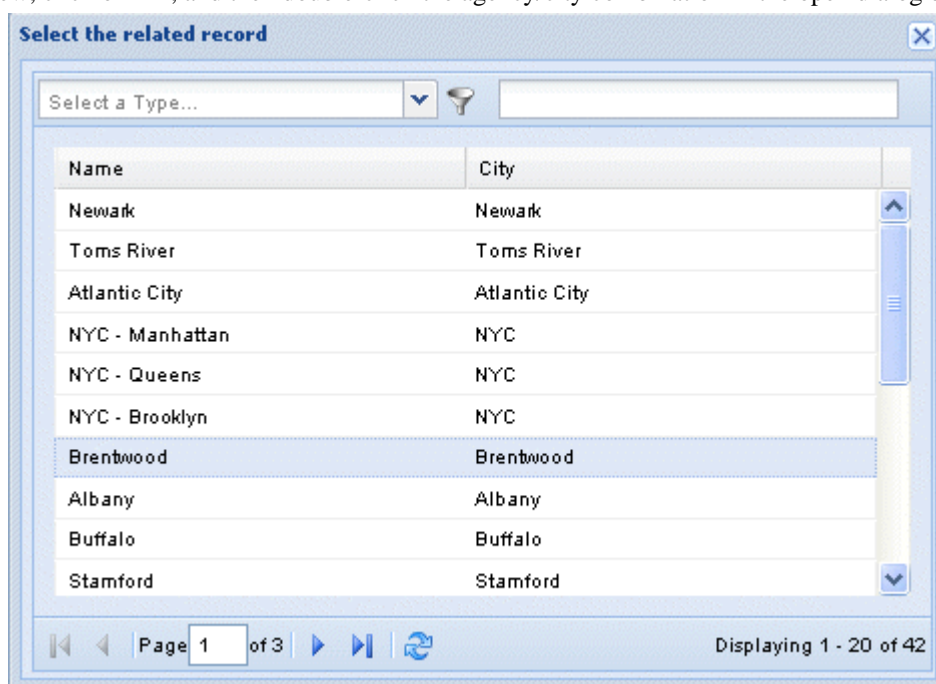 Select the related record
Select a Type...
Name City
Newark Newark
Toms River Toms River
Atlantic City Atlantic City
NYC - Manhattan NYC
NYC - Queens NYC
NYC - Brooklyn NYC
Brentwood Brentwood
Albany Albany
Buffalo Buffalo
Stamford Stamford
Page 1 of 3 Displaying 1 - 20 of 42